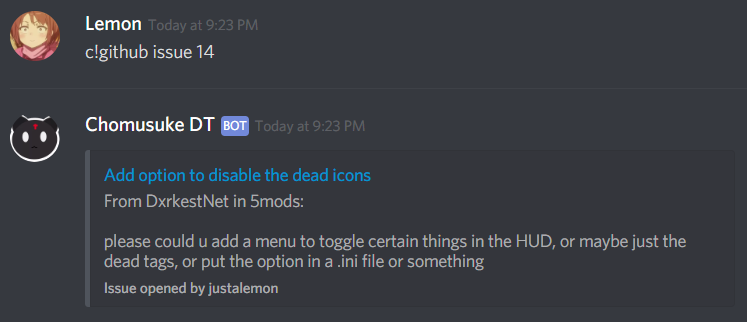 Lemon Today at 9:23 PM
c!github issue 14
Chomusuke DT BOT Today at 9:23 PM
Add option to disable the dead icons
From DxrkestNet in 5mods:
please could u add a menu to toggle certain things in the HUD, or maybe just the
dead tags, or put the option in a .ini file or something
Issue opened by justalemon